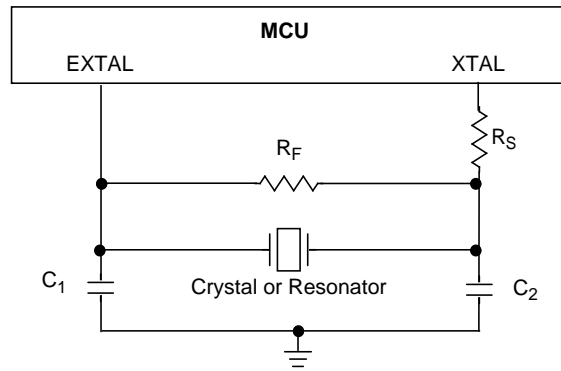 MCU
EXTAL XTAL
R_S
R_F
C_1 Crystal or Resonator C_2